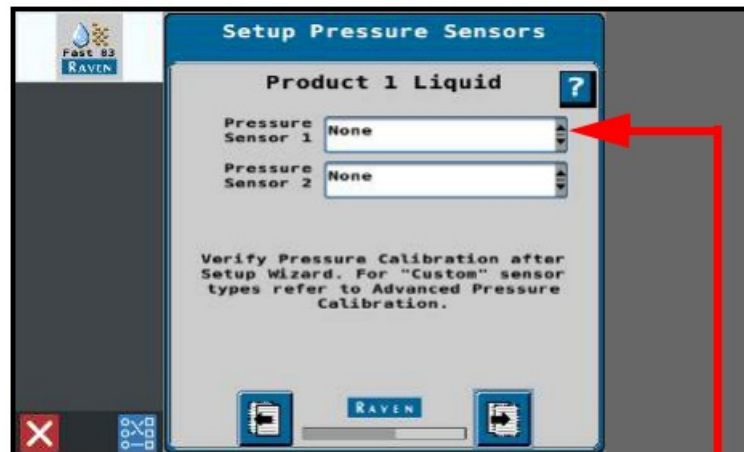 Fast 83
RAVEN
Setup Pressure Sensors
Product 1 Liquid
?
Pressure
Sensor 1
None
Pressure
Sensor 2
None
Verify Pressure Calibration after
Setup Wizard. For "Custom" sensor
types refer to Advanced Pressure
Calibration.
RAVEN